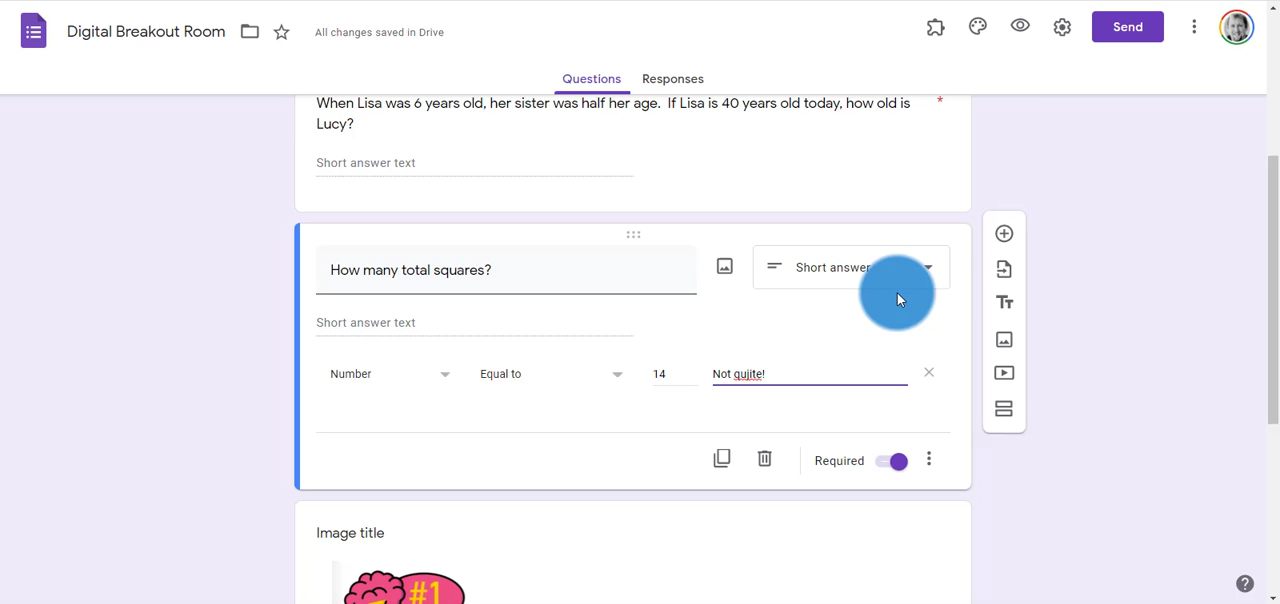 Digital Breakout Room
All changes saved in Drive
Send
Questions
Responses
When Lisa was 6 years old, her sister was half her age. If Lisa is 40 years old today, how old is *
Lucy?
Short answer text
How many total squares?
Short answer
Short answer text
Number
Equal to
14
Not qujite!
Required
Image title
#1